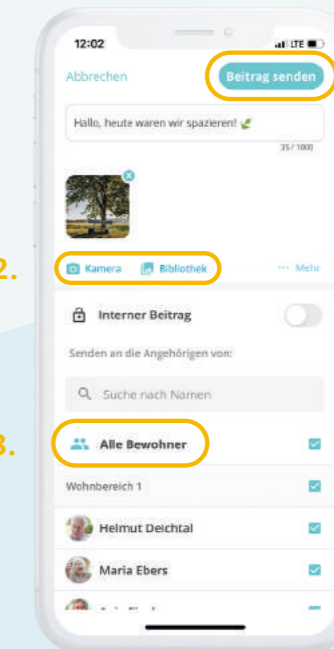 12:02 LTE
Abbrechen Beitrag senden
Hallo, heute waren wir spazieren!
35 / 1000
2.
Kamera Bibliothek ··· Mehr
Interner Beitrag
Senden an die Angehörigen von:
Suche nach Namen
3.
Alle Bewohner
Wohnbereich 1
Helmut Deichtal
Maria Ebers